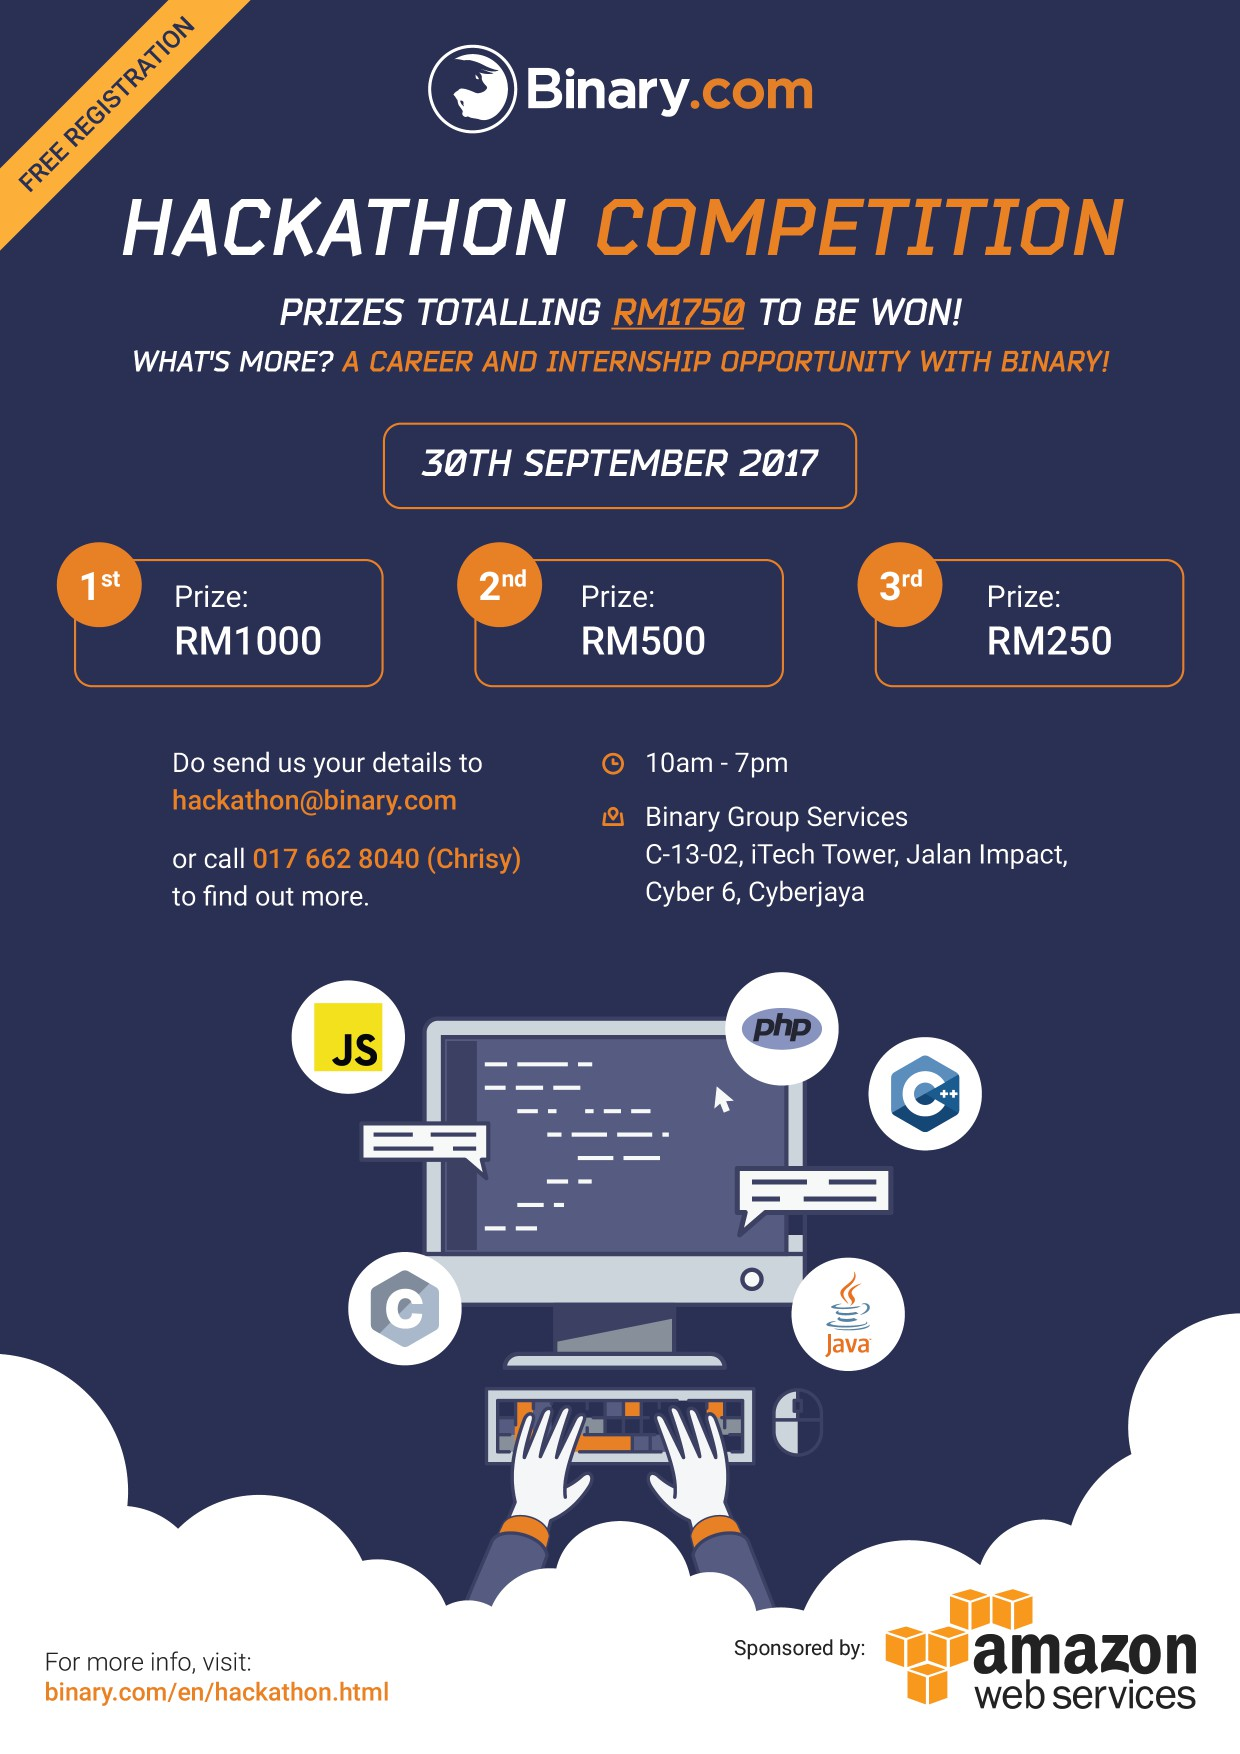 FREE REGISTRATION
Binary.com
HACKATHON COMPETITION
PRIZES TOTALLING RM1750 TO BE WON!
WHAT'S MORE? A CAREER AND INTERNSHIP OPPORTUNITY WITH BINARY!
30TH SEPTEMBER 2017
1st
Prize:
RM1000
2nd
Prize:
RM500
3rd
Prize:
RM250
Do send us your details to
hackathon@binary.com
or call 017 662 8040 (Chrisy)
to find out more.
10am - 7pm
Binary Group Services
C-13-02, iTech Tower, Jalan Impact,
Cyber 6, Cyberjaya
JS
php
C++
C
Java
For more info, visit:
binary.com/en/hackathon.html
Sponsored by:
amazon
web services